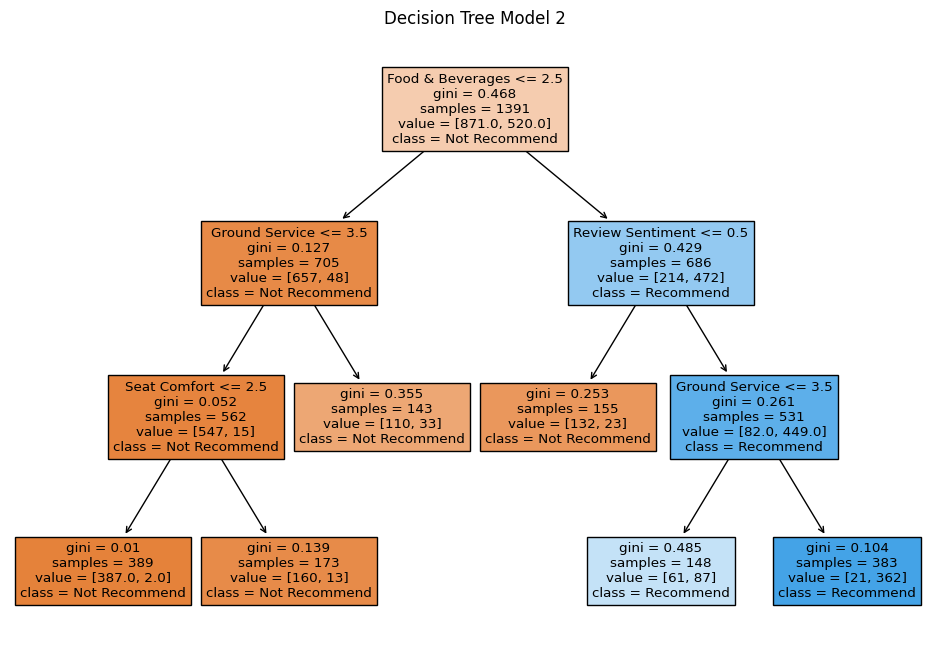 Decision Tree Model 2
Food & Beverages <= 2.5
gini = 0.468
samples = 1391
value = [871.0, 520.0]
class = Not Recommend
Ground Service <= 3.5
gini = 0.127
samples = 705
value = [657, 48]
class = Not Recommend
Review Sentiment <= 0.5
gini = 0.429
samples = 686
value = [214, 472]
class = Recommend
Seat Comfort <= 2.5
gini = 0.052
samples = 562
value = [547, 15]
class = Not Recommend
gini = 0.355
samples = 143
value = [110, 33]
class = Not Recommend
gini = 0.253
samples = 155
value = [132, 23]
class = Not Recommend
Ground Service <= 3.5
gini = 0.261
samples = 531
value = [82.0, 449.0]
class = Recommend
gini = 0.01
samples = 389
value = [387.0, 2.0]
class = Not Recommend
gini = 0.139
samples = 173
value = [160, 13]
class = Not Recommend
gini = 0.485
samples = 148
value = [61, 87]
class = Recommend
gini = 0.104
samples = 383
value = [21, 362]
class = Recommend